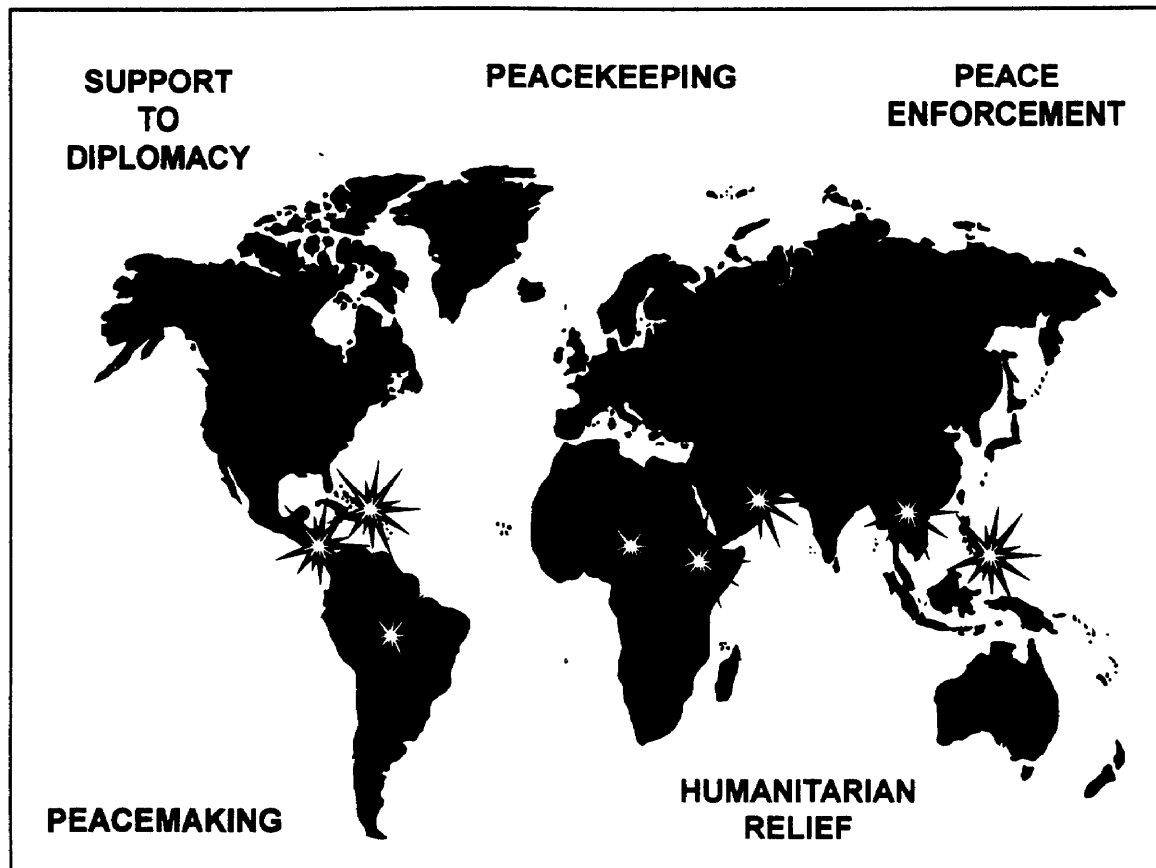 SUPPORT
TO
DIPLOMACY
PEACEKEEPING
PEACE
ENFORCEMENT
PEACEMAKING
HUMANITARIAN
RELIEF